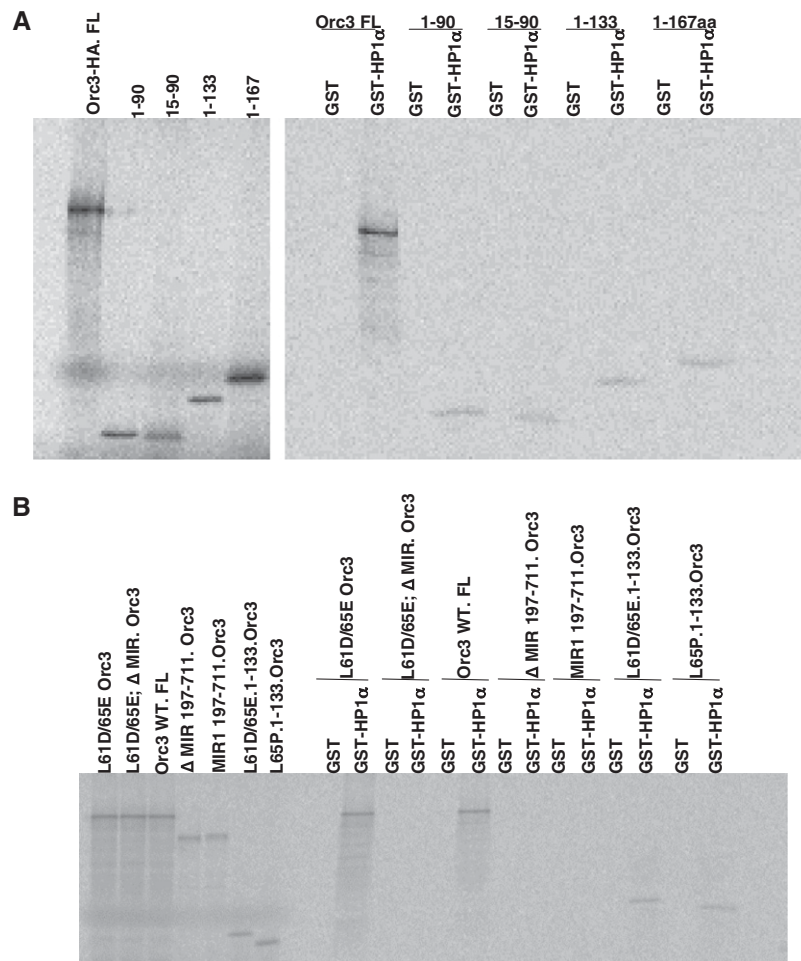 A
Orc3-HA. FL
1-90
15-90
1-133
1-167
Orc3 FL
1-90
15-90
1-133
1-167aa
GST
GST-HP1α
GST
GST-HP1α
GST
GST-HP1α
GST
GST-HP1α
GST
GST-HP1α
B
L61D/65E Orc3
L61D/65E; Δ MIR. Orc3
Orc3 WT. FL
Δ MIR 197-711. Orc3
MIR1 197-711.Orc3
L61D/65E.1-133.Orc3
L65P.1-133.Orc3
L61D/65E Orc3
L61D/65E; Δ MIR. Orc3
Orc3 WT. FL
Δ MIR 197-711. Orc3
MIR1 197-711.Orc3
L61D/65E.1-133.Orc3
L65P.1-133.Orc3
GST
GST-HP1α
GST
GST-HP1α
GST
GST-HP1α
GST
GST-HP1α
GST
GST-HP1α
GST
GST-HP1α
GST
GST-HP1α